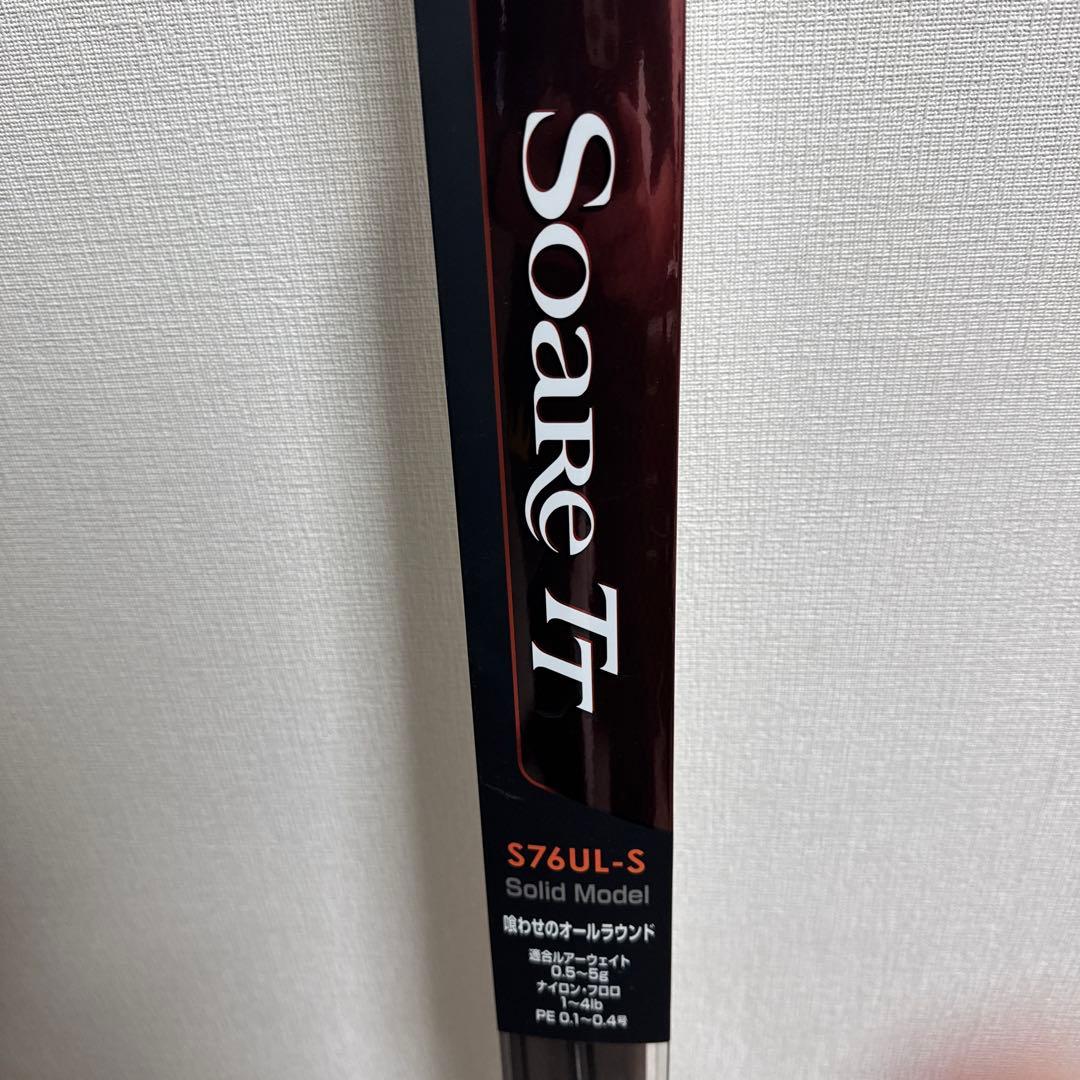 Soare TT
S76UL-S
Solid Model
喰わせのオールラウンド
適合ルアーウェイト
0.5~5g
ナイロン・フロロ
1~4lb
PE 0.1~0.4号